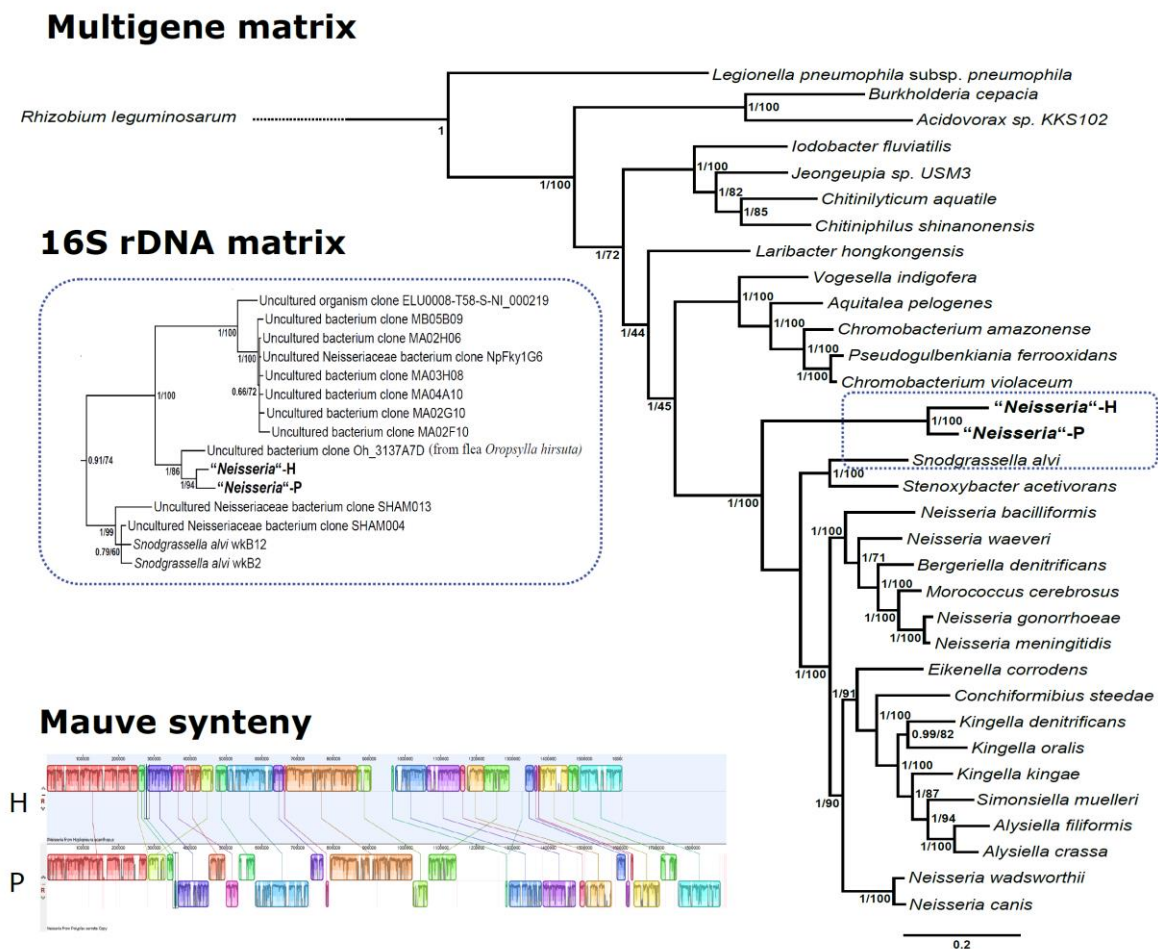 Multigene matrix
Legionella pneumophila subsp. pneumophila
Burkholderia cepacia
Rhizobium leguminosarum
1
1/100
Acidovorax sp. KKS102
Iodobacter fluviatilis
1/100
1/100
Jeongeupia sp. USM3
1/82
Chitinilyticum aquatile
1/85
Chitiniphilus shinanonensis
16S rDNA matrix
1/72
Laribacter hongkongensis
Vogesella indigofera
1/100
Aquitalea pelogenes
1/100
Chromobacterium amazonense
1/44
1/100
Pseudogulbenkiania ferrooxidans
1/100
Chromobacterium violaceum
1/45
“Neisseria“-H
1/100
“Neisseria“-P
Snodgrassella alvi
1/100
Stenoxybacter acetivorans
1/100
Neisseria bacilliformis
1/100
Neisseria waeveri
1/71
Bergeriella denitrificans
1/100
Morococcus cerebrosus
1/100
Neisseria gonorrhoeae
1/100
Neisseria meningitidis
1/100
Eikenella corrodens
1/91
Conchiformibius steedae
1/100
Kingella denitrificans
0.99/82
Kingella oralis
1/100
Kingella kingae
1/87
Simonsiella muelleri
1/94
Alysiella filiformis
1/100
Alysiella crassa
1/90
Neisseria wadsworthii
1/100
Neisseria canis
0.2
Uncultured organism clone ELU0008-T58-S-NI_000219
1/100
Uncultured bacterium clone MB05B09
Uncultured bacterium clone MA02H06
1/100
Uncultured Neisseriaceae bacterium clone NpFky1G6
Uncultured bacterium clone MA03H08
0.66/72
Uncultured bacterium clone MA04A10
1/100
Uncultured bacterium clone MA02G10
Uncultured bacterium clone MA02F10
Uncultured bacterium clone Oh_3137A7D (from flea Oropsylla hirsuta)
0.91/74
1/86
“Neisseria“-H
1/94
“Neisseria“-P
Uncultured Neisseriaceae bacterium clone SHAM013
1/99
Uncultured Neisseriaceae bacterium clone SHAM004
0.79/60
Snodgrassella alvi wkB12
Snodgrassella alvi wkB2
Mauve synteny
H
P